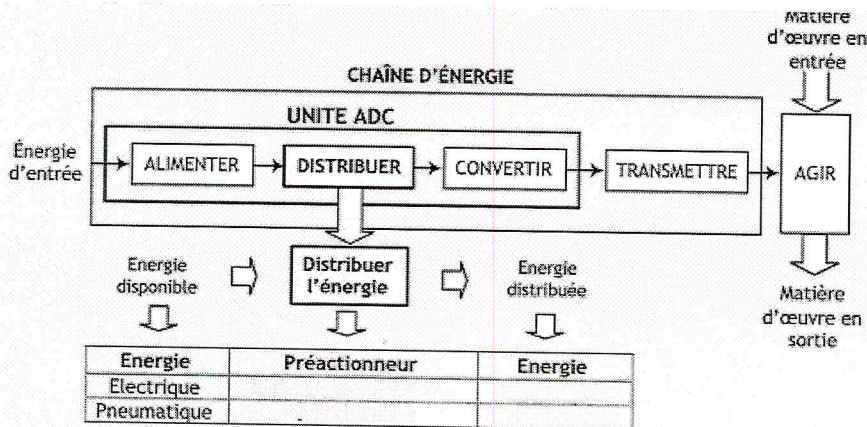 Matière
d'œuvre en
entrée
CHAÎNE D'ÉNERGIE
UNITE ADC
Énergie
d'entrée
ALIMENTER
DISTRIBUER
CONVERTIR
TRANSMETTRE
AGIR
Energie
disponible
Distribuer
l'énergie
Energie
distribuée
Matière
d'œuvre en
sortie
Energie Préactionneur Energie
Electrique
Pneumatique